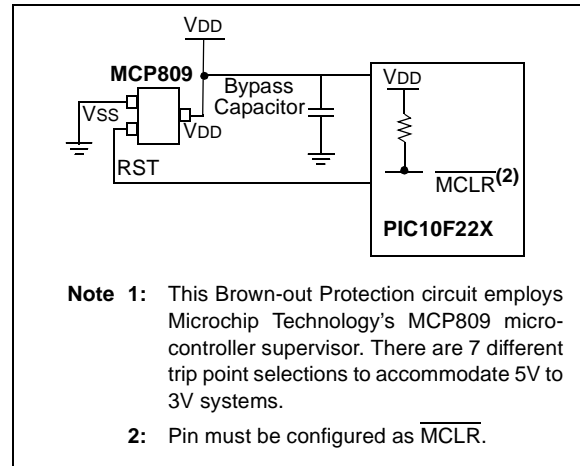 VDD
MCP809
Bypass
Capacitor
VDD
VSS
VDD
RST
MCLR(2)
PIC10F22X
Note 1: This Brown-out Protection circuit employs
Microchip Technology's MCP809 micro-
controller supervisor. There are 7 different
trip point selections to accommodate 5V to
3V systems.
2: Pin must be configured as MCLR.